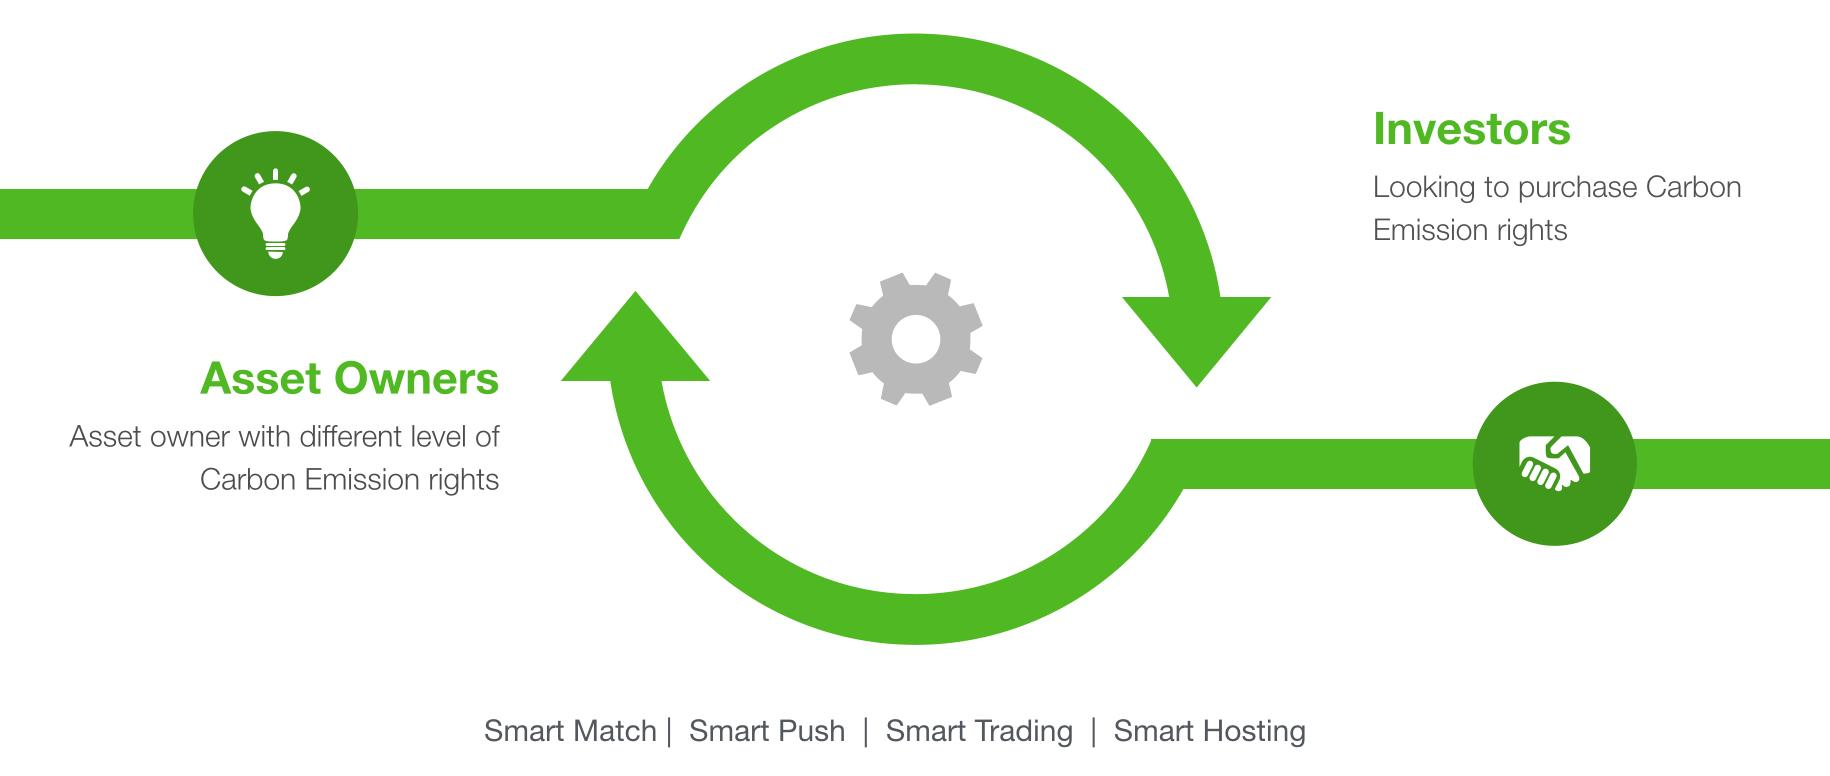 Investors
Looking to purchase Carbon
Emission rights
Asset Owners
Asset owner with different level of
Carbon Emission rights
Smart Match | Smart Push | Smart Trading | Smart Hosting